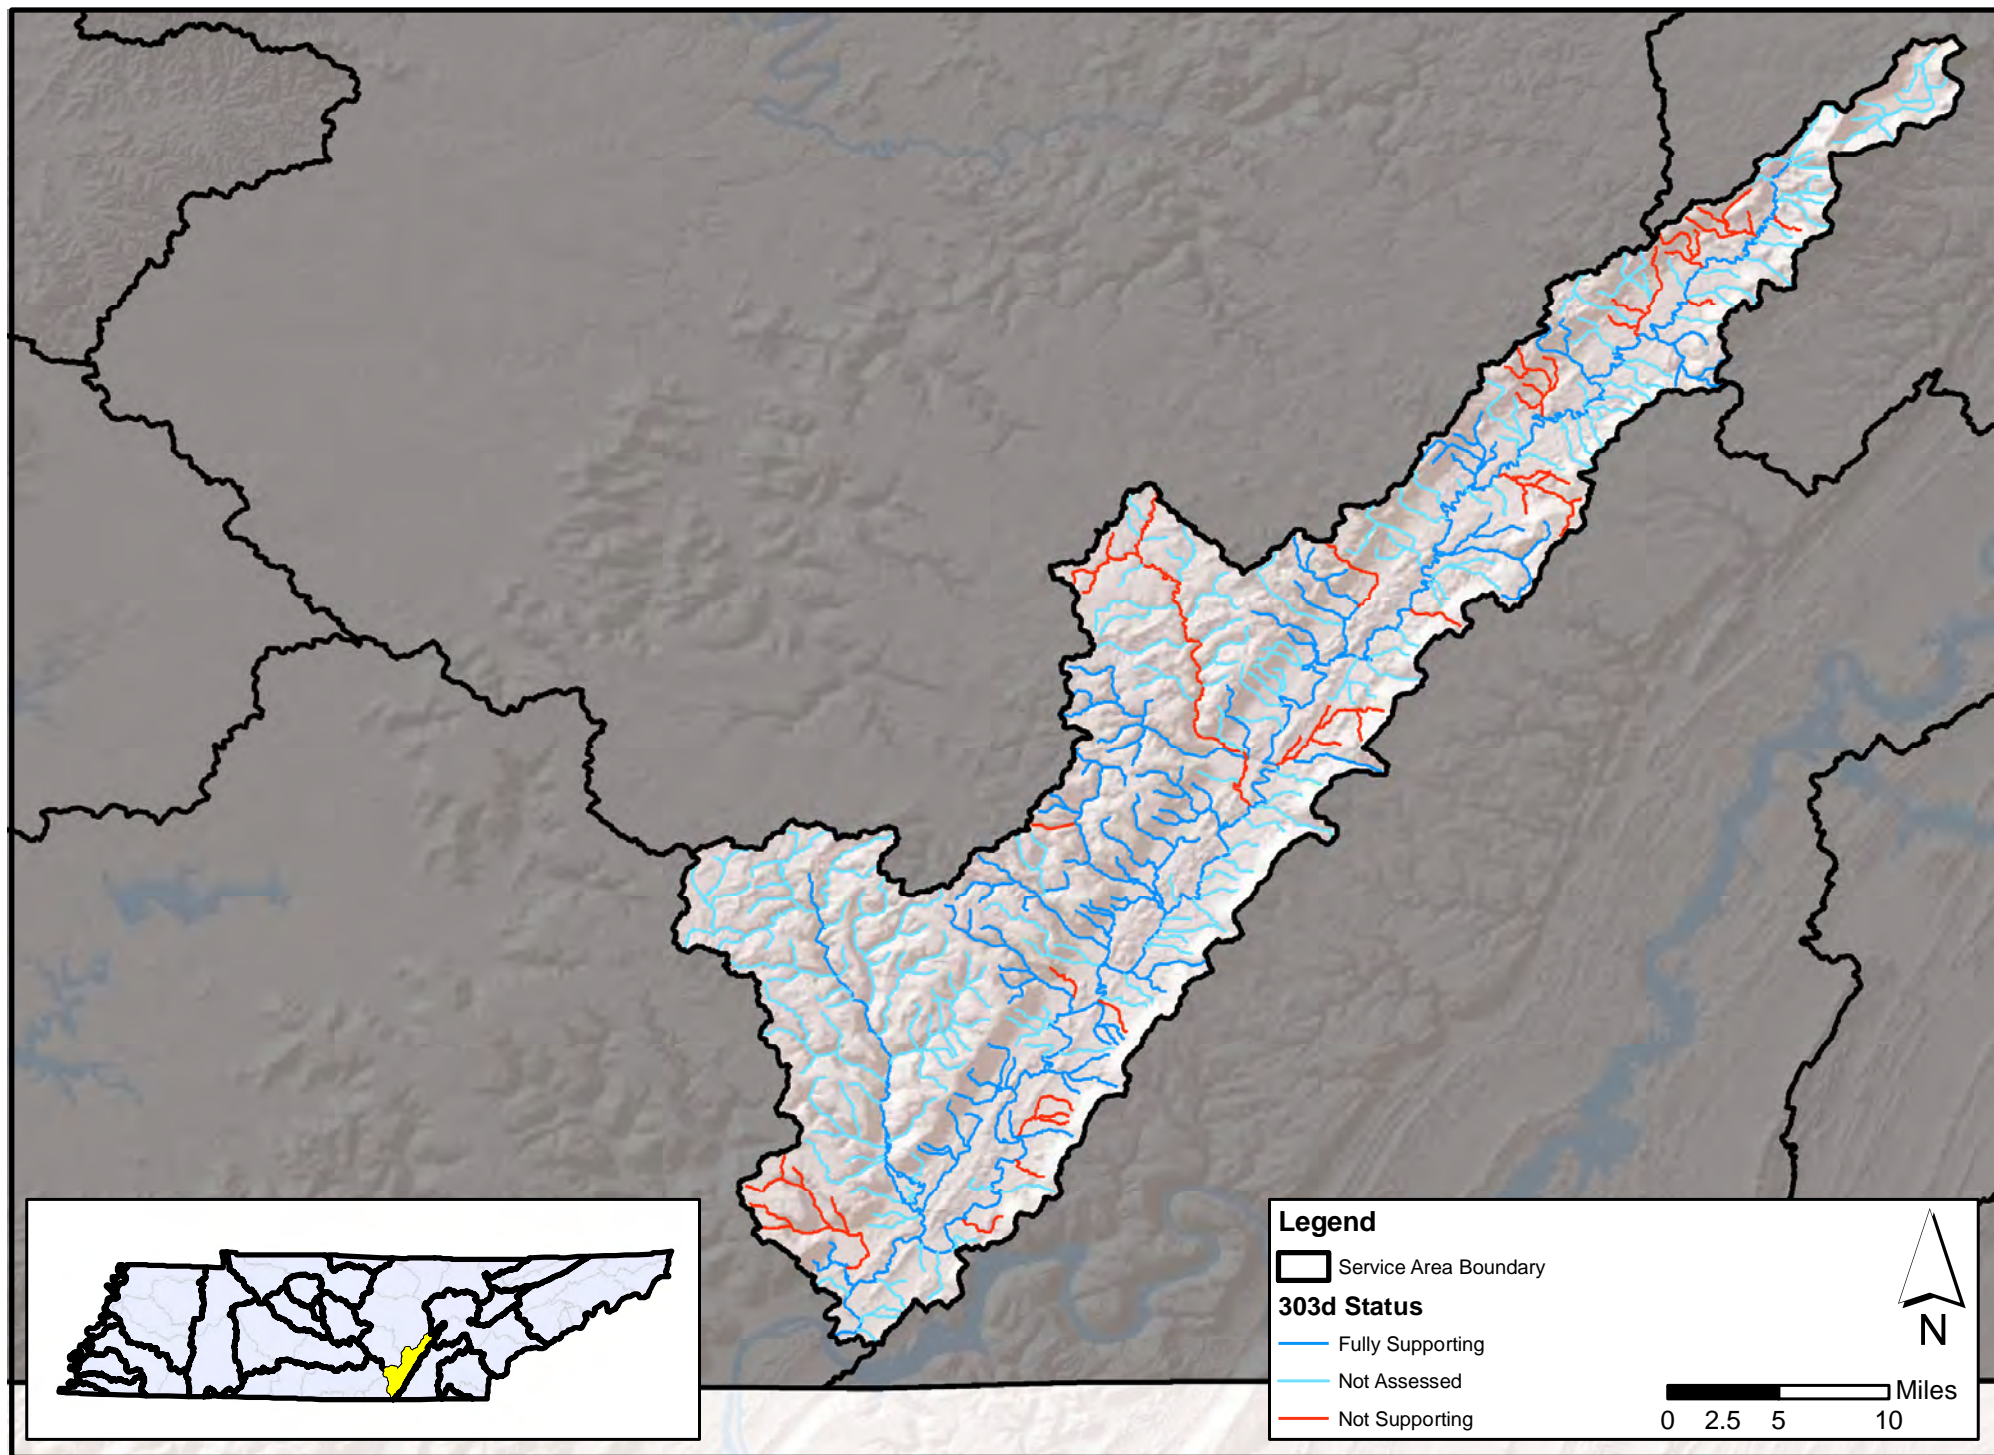 Legend
Service Area Boundary
303d Status
Fully Supporting
Not Assessed
Not Supporting
N
Miles
0 2.5 5 10